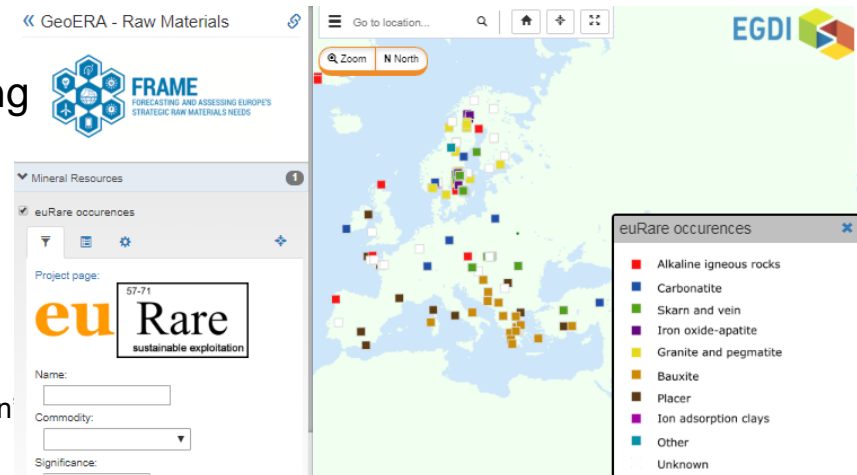 GeoERA - Raw Materials
ng
FRAME
FORECASTING AND ASSESSING EUROPE'S
STRATEGIC RAW MATERIALS NEEDS
Mineral Resources
1
euRare occurences
Project page:
57-71
eu Rare
sustainable exploitation
Name:
Commodity:
Significance:
Go to location...
Zoom
N North
EGDI
euRare occurences
Alkaline igneous rocks
Carbonatite
Skarn and vein
Iron oxide-apatite
Granite and pegmatite
Bauxite
Placer
Ion adsorption clays
Other
Unknown